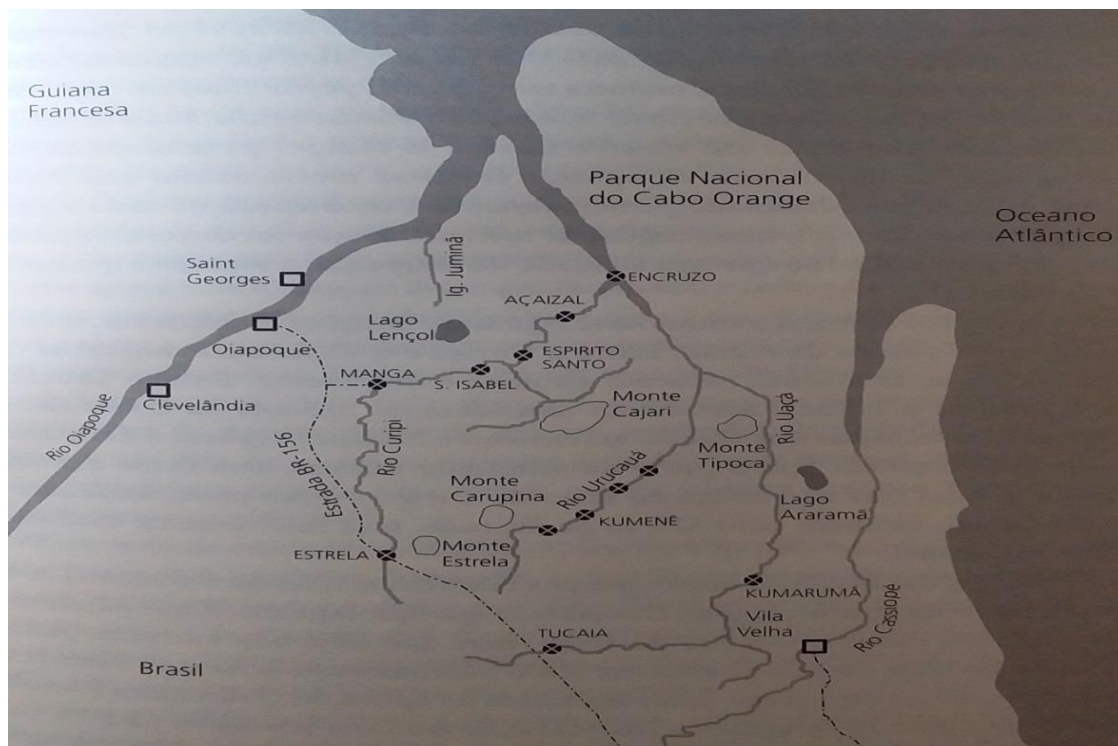 Guiana
Francesa
Parque Nacional
do Cabo Orange
Oceano
Atlântico
Saint
Georges
Ig. Juminã
ENCRUZO
AÇAIZAL
Lago
Lençol
Oiapoque
ESPIRITO
SANTO
MANGA
S. ISABEL
Clevelândia
Monte
Cajari
Rio Oiapoque
Rio Curipi
Estrada BR-156
Monte
Tipoca
Rio Uaçá
Monte
Carupina
Rio Urucauá
Lago
Araramã
KUMENÊ
ESTRELA
Monte
Estrela
KUMARUMÃ
Vila
Velha
Rio Cassiopé
TUCAIA
Brasil